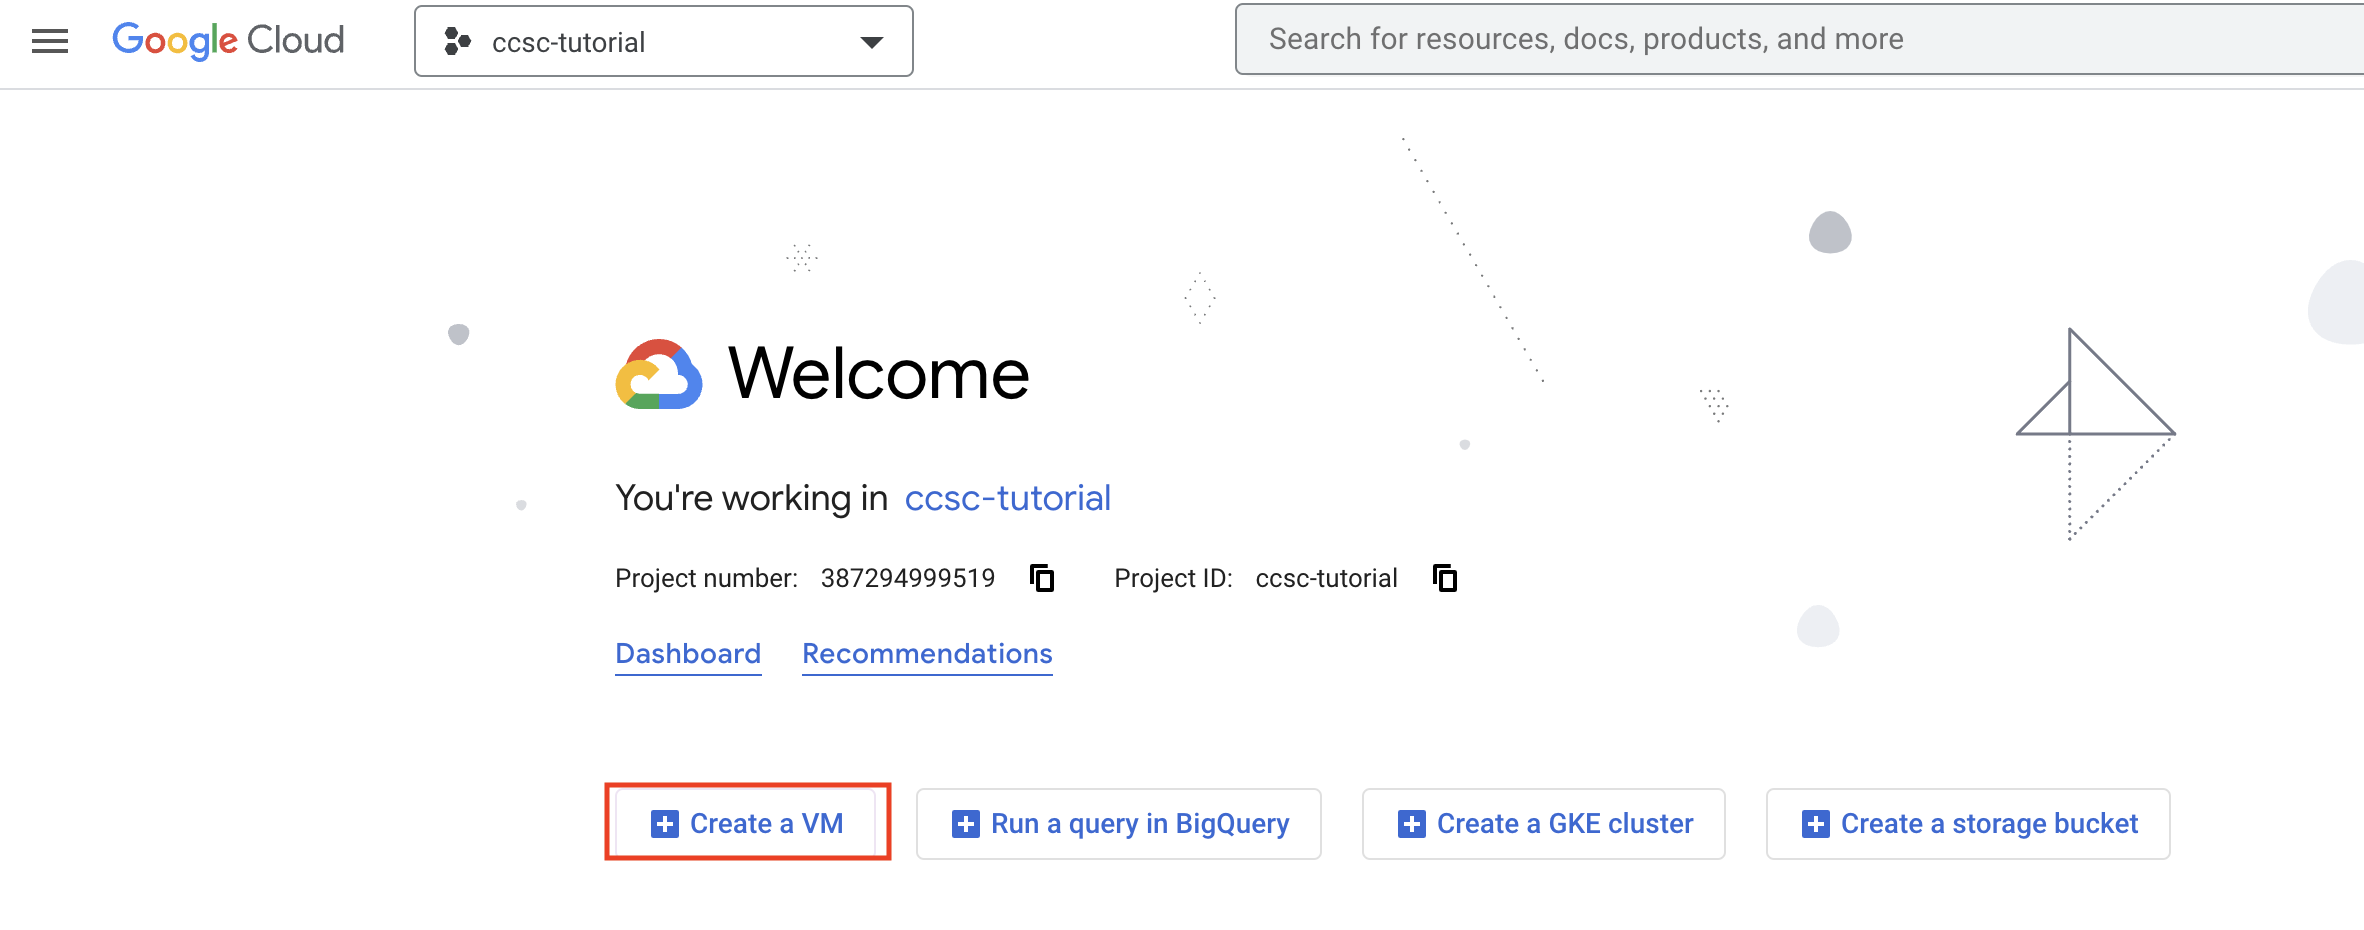 Google Cloud
ccsc-tutorial
Search for resources, docs, products, and more
Welcome
You're working in ccsc-tutorial
Project number: 387294999519 Project ID: ccsc-tutorial
Dashboard Recommendations
Create a VM Run a query in BigQuery Create a GKE cluster Create a storage bucket